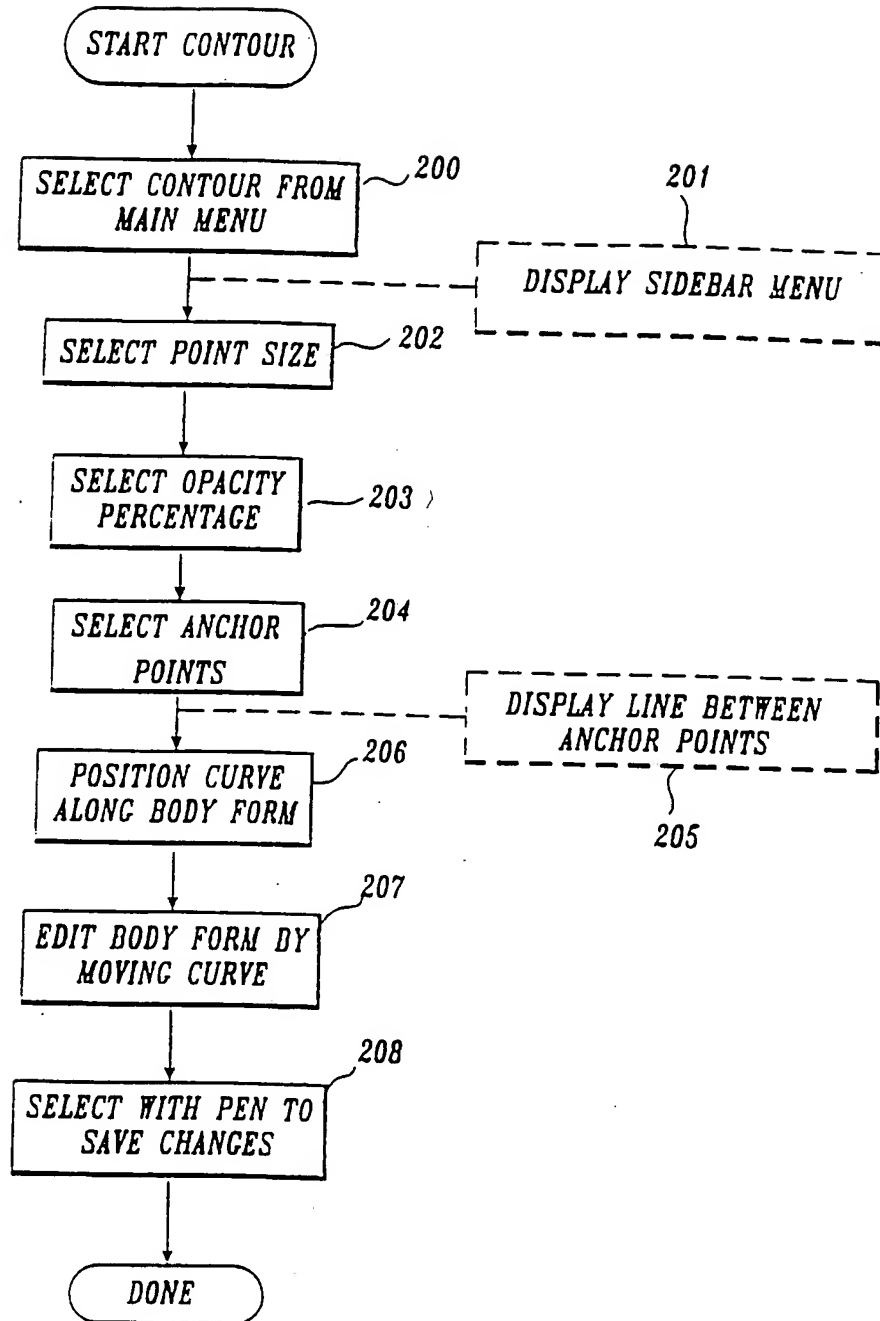 START CONTOUR
200
SELECT CONTOUR FROM
MAIN MENU
201
DISPLAY SIDEBAR MENU
202
SELECT POINT SIZE
SELECT OPACITY
PERCENTAGE
203
204
SELECT ANCHOR
POINTS
DISPLAY LINE BETWEEN
ANCHOR POINTS
205
206
POSITION CURVE
ALONG BODY FORM
207
EDIT BODY FORM BY
MOVING CURVE
208
SELECT WITH PEN TO
SAVE CHANGES
DONE